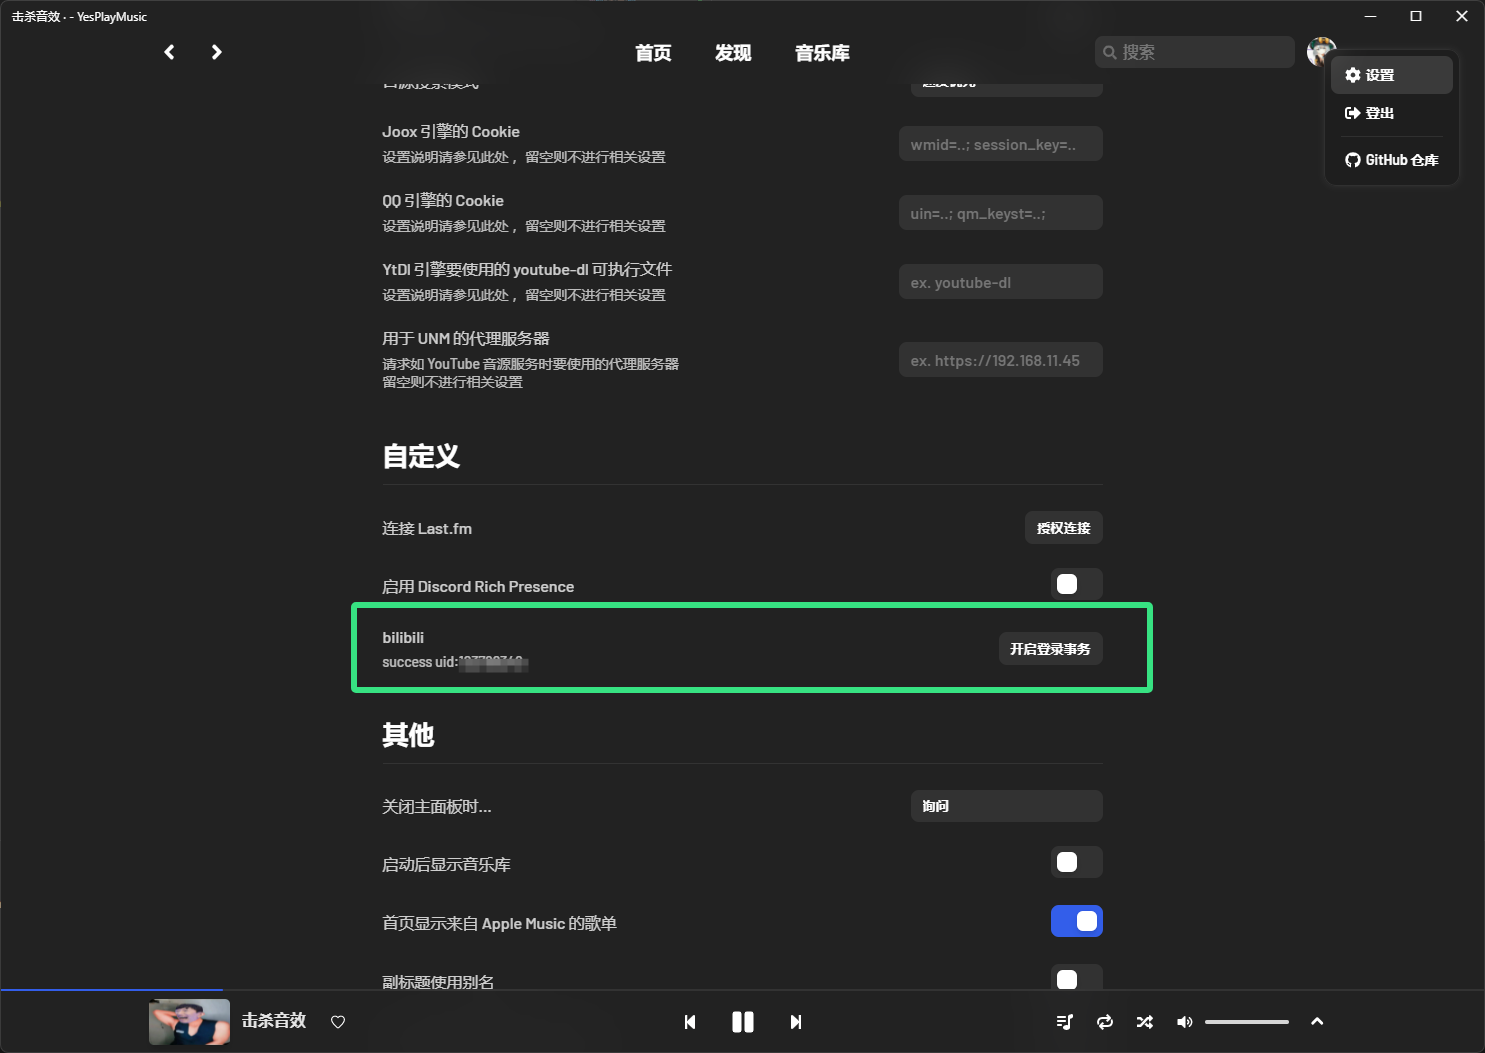 击杀音效 · - YesPlayMusic
首页
发现
音乐库
搜索
设置
登出
GitHub 仓库
Joox 引擎的 Cookie
设置说明请参见此处，留空则不进行相关设置
wmid=..; session_key=..
QQ 引擎的 Cookie
设置说明请参见此处，留空则不进行相关设置
uin=..; qm_keyst=..;
YtDl 引擎要使用的 youtube-dl 可执行文件
设置说明请参见此处，留空则不进行相关设置
ex. youtube-dl
用于 UNM 的代理服务器
请求如 YouTube 音源服务时要使用的代理服务器
留空则不进行相关设置
ex. https://192.168.11.45
自定义
连接 Last.fm
授权连接
启用 Discord Rich Presence
bilibili
success uid:
开启登录事务
其他
关闭主面板时...
询问
启动后显示音乐库
首页显示来自 Apple Music 的歌单
副标题使用别名
击杀音效